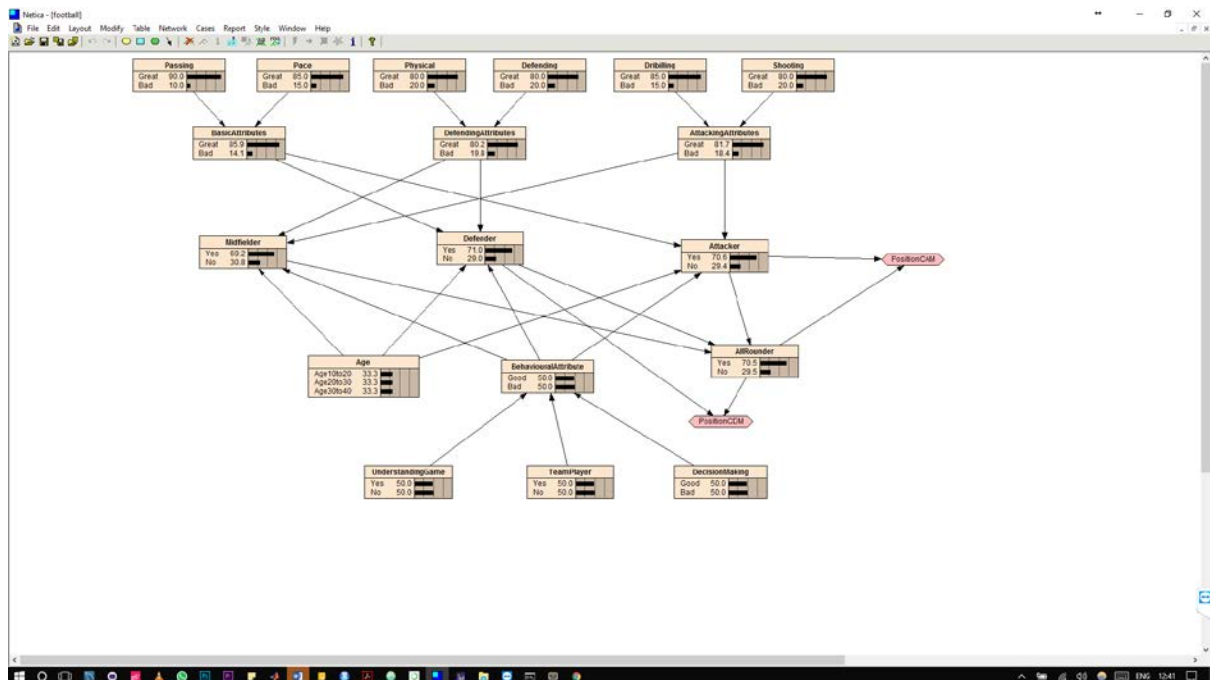 Netica - [football]
File Edit Layout Modify Table Network Cases Report Style Window Help
Passing
Great 90.0
Bad 10.0
Pace
Great 85.0
Bad 15.0
Physical
Great 80.0
Bad 20.0
Defending
Great 80.0
Bad 20.0
Dribilling
Great 85.0
Bad 15.0
Shooting
Great 80.0
Bad 20.0
BasicAttributes
Great 85.9
Bad 14.1
DefendingAttributes
Great 80.2
Bad 19.8
AttackingAttributes
Great 81.7
Bad 18.4
Midfielder
Yes 69.2
No 30.8
Defender
Yes 71.0
No 29.0
Attacker
Yes 70.6
No 29.4
PositionCAM
Age
Age10to20 33.3
Age20to30 33.3
Age30to40 33.3
BehaviouralAttribute
Good 50.0
Bad 50.0
AllRounder
Yes 70.5
No 29.5
PositionCDM
UnderstandingGame
Yes 50.0
No 50.0
TeamPlayer
Yes 50.0
No 50.0
DecisionMaking
Good 50.0
Bad 50.0
ENG 12:41